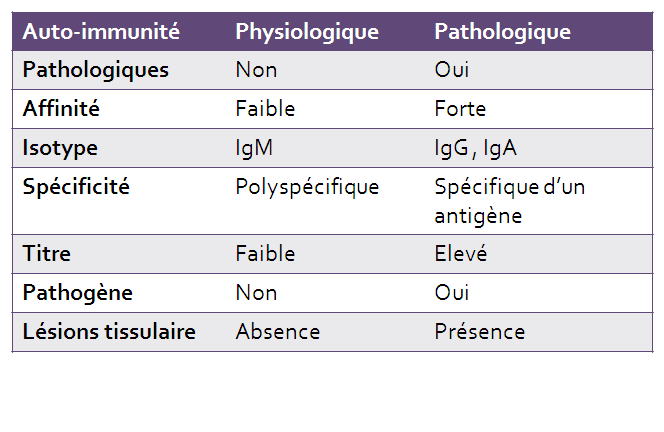 Auto-immunité Physiologique Pathologique
Pathologiques Non Oui
Affinité Faible Forte
Isotype IgM IgG , IgA
Spécificité Polyspécifique Spécifique d’un
antigène
Titre Faible Elevé
Pathogène Non Oui
Lésions tissulaire Absence Présence